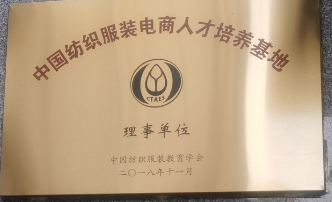 中国纺织服装电商人才培养基地
CTAES
理事单位
中国纺织服装教育学会
二〇一八年十一月